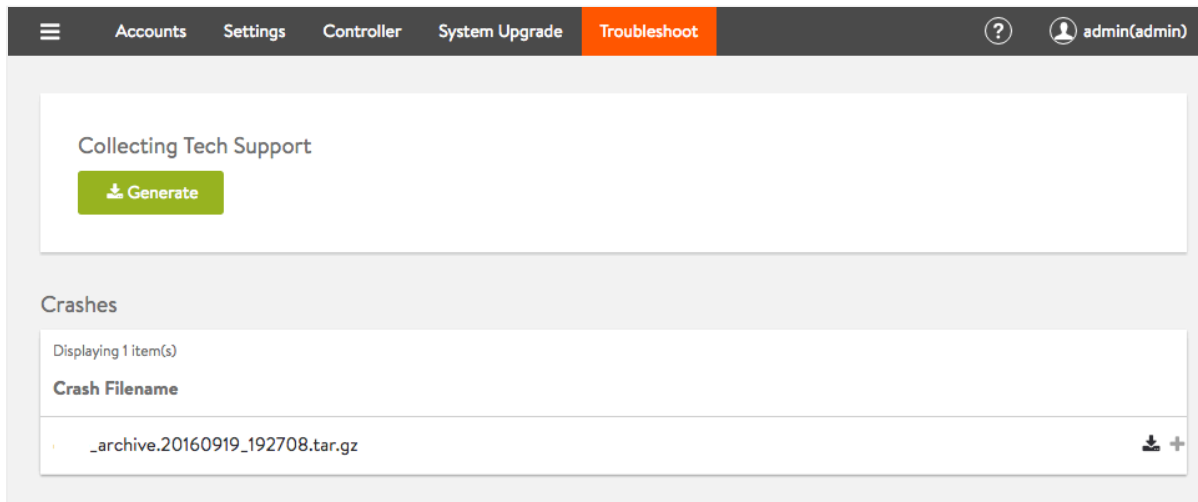 Accounts Settings Controller System Upgrade Troubleshoot ? admin(admin)
Collecting Tech Support
Generate
Crashes
Displaying 1 item(s)
Crash Filename
_archive.20160919_192708.tar.gz